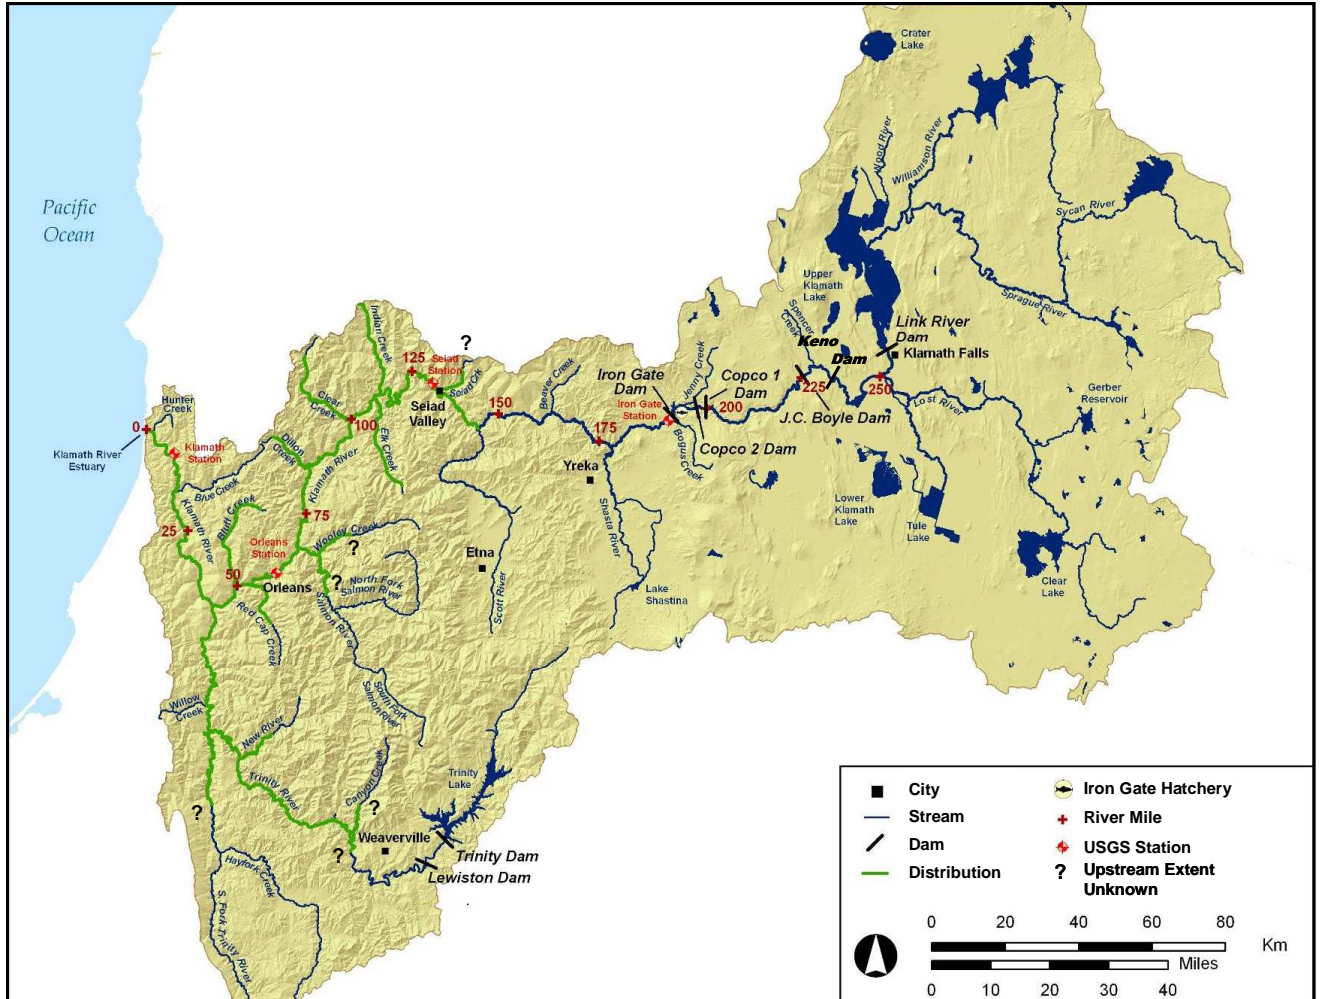 Crater
Lake
Wood River
Williamson River
Sycan River
Pacific
Ocean
Upper
Klamath
Lake
Sprague River
Spencer
Creek
Link River
Dam
Keno
Dam
Klamath Falls
Indian Creek
?
125
Seiad
Station
Seiad Crk
Seiad
Valley
Beaver Creek
Jenny Creek
Iron Gate
Dam
Copco 1
Dam
225
250
Gerber
Reservoir
Clear
Creek
150
Iron Gate
Station
200
J.C. Boyle Dam
Lost River
Hunter
Creek
0
100
Klamath River
Estuary
Klamath
Station
Dillon
Creek
Klamath River
Elk Creek
175
Bogus Creek
Copco 2 Dam
Yreka
Blue Creek
Klamath River
Bluff Creek
75
Shasta River
Lower
Klamath
Lake
Tule
Lake
25
Orleans
Station
Wooley Creek
?
Etna
Clear
Lake
50
Orleans
?
North Fork
Salmon River
Scott River
Lake
Shastina
Red Cap Creek
Salmon River
South Fork
Salmon River
Willow
Creek
New River
Trinity River
Canyon Creek
?
Trinity
Lake
?
Weaverville
?
Trinity Dam
Lewiston Dam
Hayfork Creek
S. Fork Trinity River
City
Stream
Dam
Distribution
Iron Gate Hatchery
River Mile
USGS Station
?
Upstream Extent
Unknown
0 20 40 60 80
Km
Miles
0 10 20 30 40